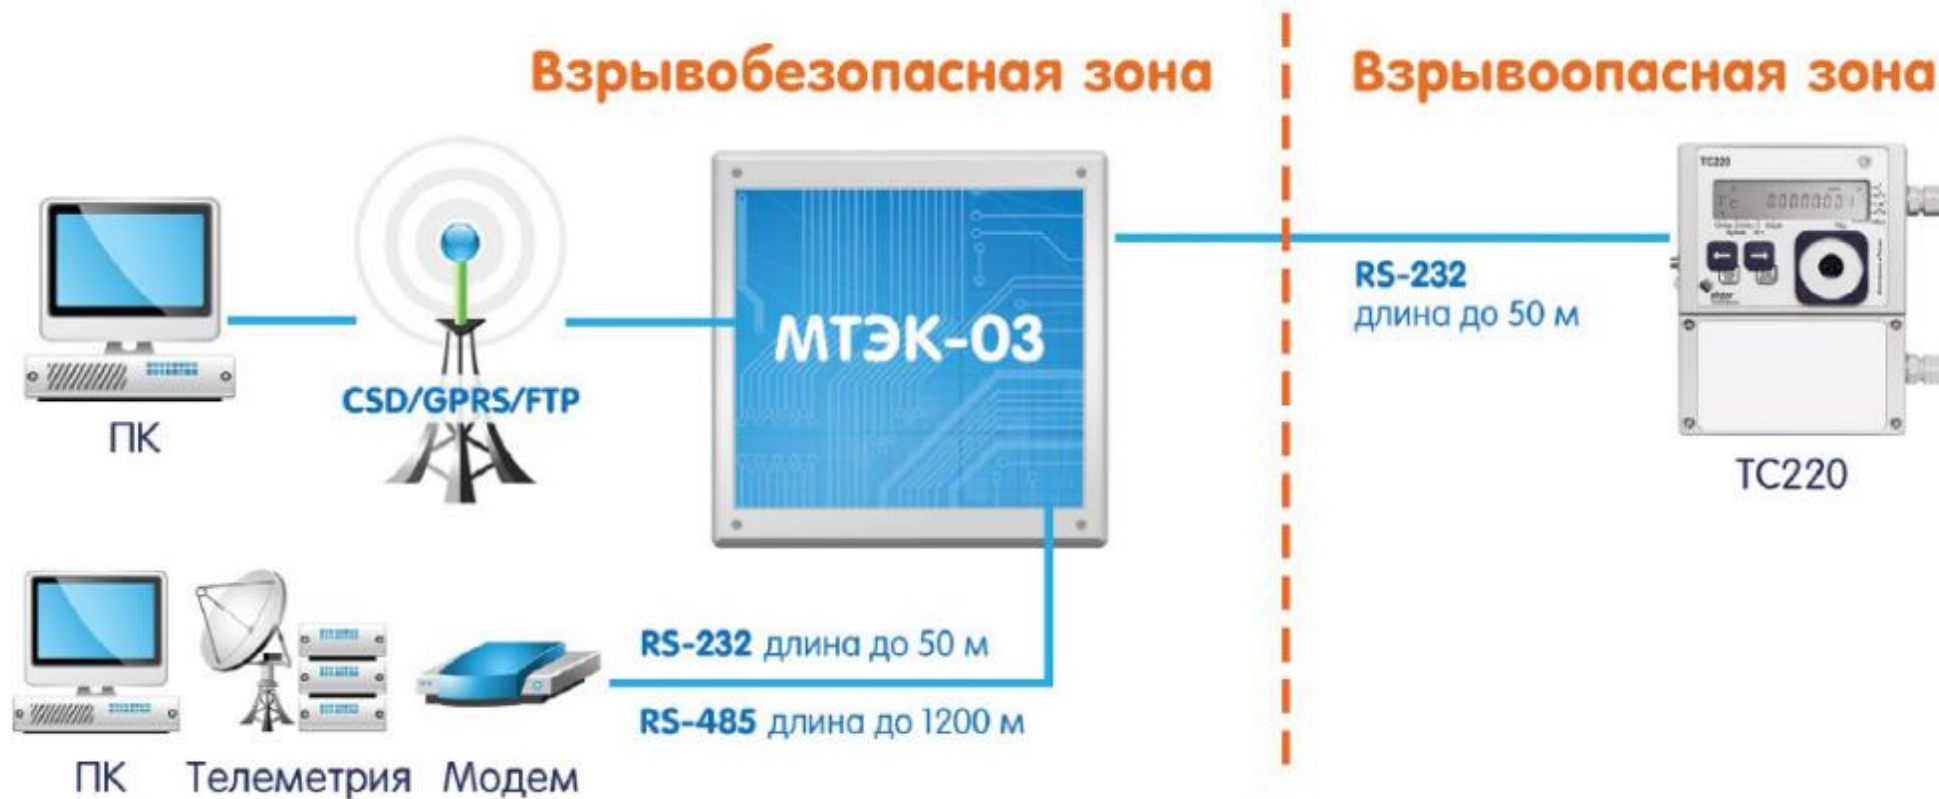 Взрывобезопасная зона
Взрывоопасная зона
TC220
МТЭК-03
RS-232
длина до 50 м
CSD/GPRS/FTP
ПК
TC220
RS-232 длина до 50 м
RS-485 длина до 1200 м
ПК
Телеметрия
Модем